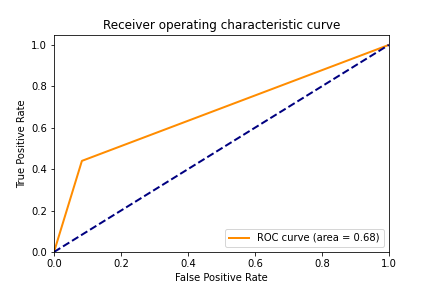 Receiver operating characteristic curve
1.0
0.8
0.6
0.4
0.2
0.0
True Positive Rate
ROC curve (area = 0.68)
0.0 0.2 0.4 0.6 0.8 1.0
False Positive Rate